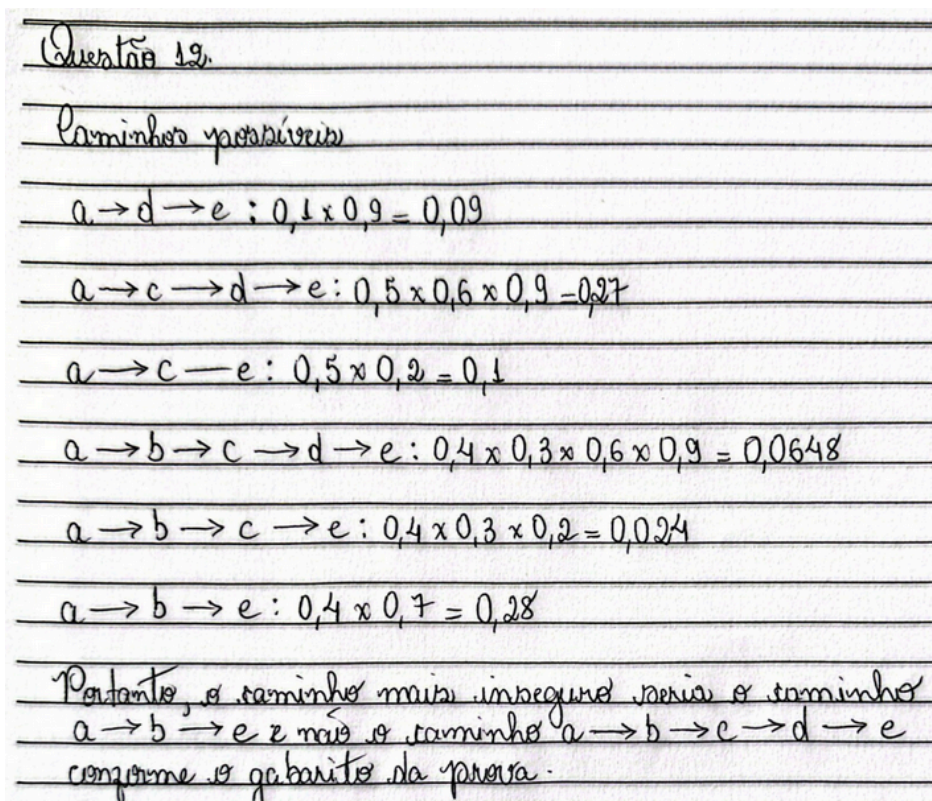 Questão 12.
Caminhos possíveis
a → d → e : 0,1 x 0,9 = 0,09
a → c → d → e : 0,5 x 0,6 x 0,9 = 0,27
a → c — e : 0,5 x 0,2 = 0,1
a → b → c → d → e : 0,4 x 0,3 x 0,6 x 0,9 = 0,0648
a → b → c → e : 0,4 x 0,3 x 0,2 = 0,024
a → b → e : 0,4 x 0,7 = 0,28
Portanto, o caminho mais inseguro seria o caminho
a → b → e e não o caminho a → b → c → d → e
conforme o gabarito da prova.